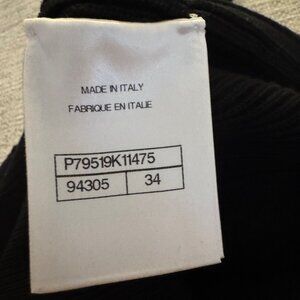 MADE IN ITALY
FABRIQUE EN ITALIE
P79519K11475
94305 34